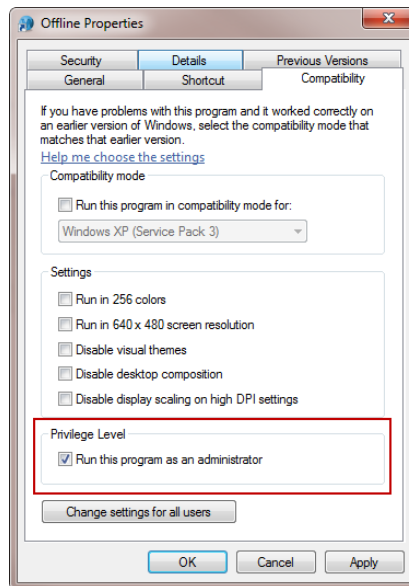 Offline Properties
Security
Details
Previous Versions
General
Shortcut
Compatibility
If you have problems with this program and it worked correctly on
an earlier version of Windows, select the compatibility mode that
matches that earlier version.
Help me choose the settings
Compatibility mode
Run this program in compatibility mode for:
Windows XP (Service Pack 3)
Settings
Run in 256 colors
Run in 640 x 480 screen resolution
Disable visual themes
Disable desktop composition
Disable display scaling on high DPI settings
Privilege Level
Run this program as an administrator
Change settings for all users
OK
Cancel
Apply